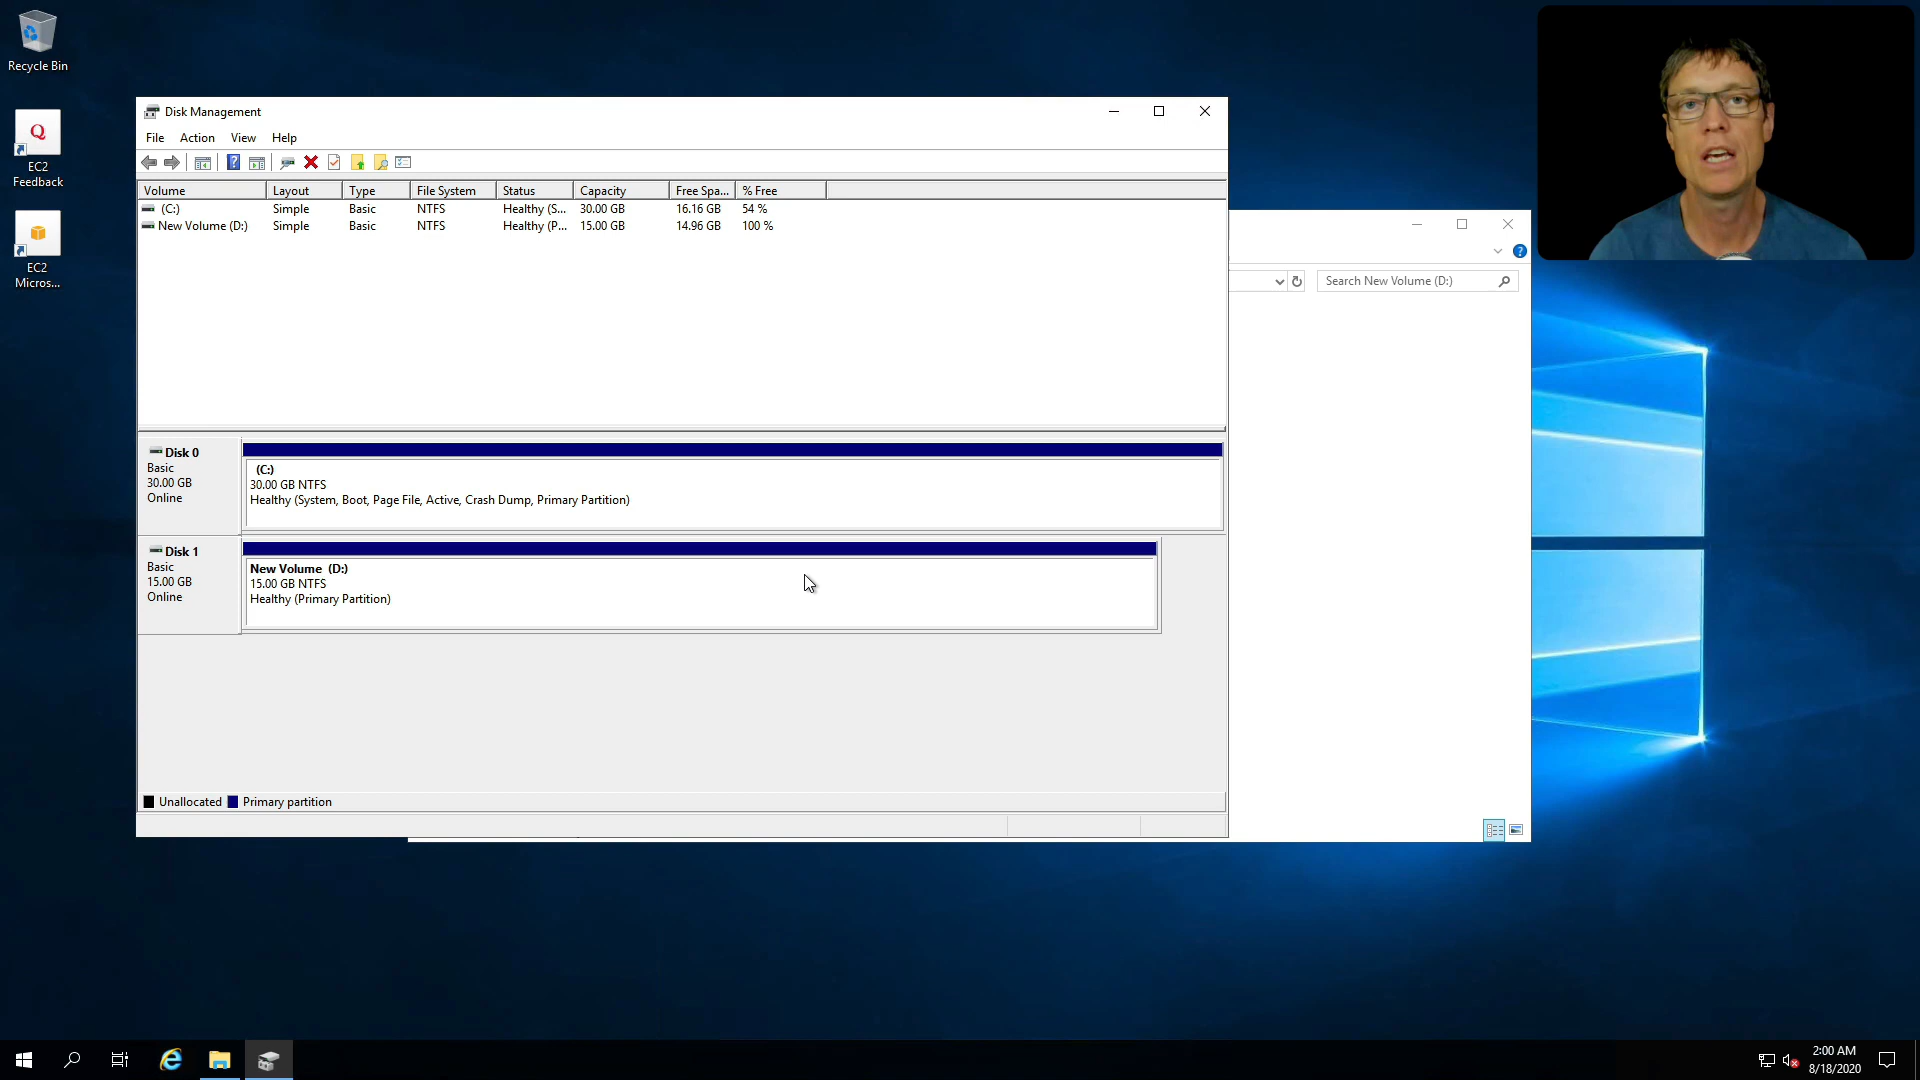 Recycle Bin
EC2
Feedback
EC2
Micros...
Disk Management
File Action View Help
Volume Layout Type File System Status Capacity Free Spa... % Free
(C:) Simple Basic NTFS Healthy (S... 30.00 GB 16.16 GB 54 %
New Volume (D:) Simple Basic NTFS Healthy (P... 15.00 GB 14.96 GB 100 %
Search New Volume (D:)
Disk 0
Basic
30.00 GB
Online
(C:)
30.00 GB NTFS
Healthy (System, Boot, Page File, Active, Crash Dump, Primary Partition)
Disk 1
Basic
15.00 GB
Online
New Volume (D:)
15.00 GB NTFS
Healthy (Primary Partition)
Unallocated Primary partition
2:00 AM
8/18/2020